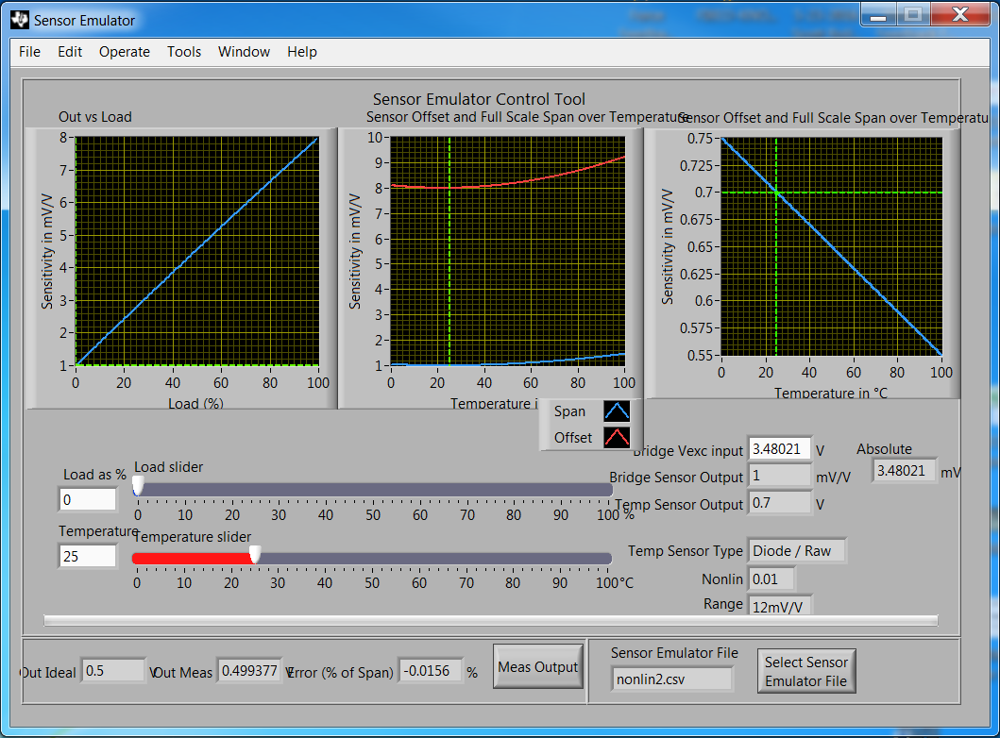 Sensor Emulator
File Edit Operate Tools Window Help
Sensor Emulator Control Tool
Out vs Load
Sensor Offset and Full Scale Span over Temperature
Sensor Offset and Full Scale Span over Temperatu
Sensitivity in mV/V
8
7
6
5
4
3
2
1
0 20 40 60 80 100
Load (%)
Sensitivity in mV/V
10
9
8
7
6
5
4
3
2
1
0 20 40 60 80 100
Temperature i
Span
Offset
Sensitivity in mV/V
0.75
0.725
0.7
0.675
0.65
0.625
0.6
0.575
0.55
0 20 40 60 80 100
Temperature in °C
Load as %
0
Load slider
0 10 20 30 40 50 60 70 80 90 100 %
Temperature
25
Temperature slider
0 10 20 30 40 50 60 70 80 90 100°C
Bridge Vexc input 3.48021 V
Absolute
3.48021 mV
Bridge Sensor Output 1 mV/V
Temp Sensor Output 0.7 V
Temp Sensor Type Diode / Raw
Nonlin 0.01
Range 12mV/V
Out Ideal 0.5 V
Out Meas 0.499377 V
Error (% of Span) -0.0156 %
Meas Output
Sensor Emulator File
nonlin2.csv
Select Sensor
Emulator File